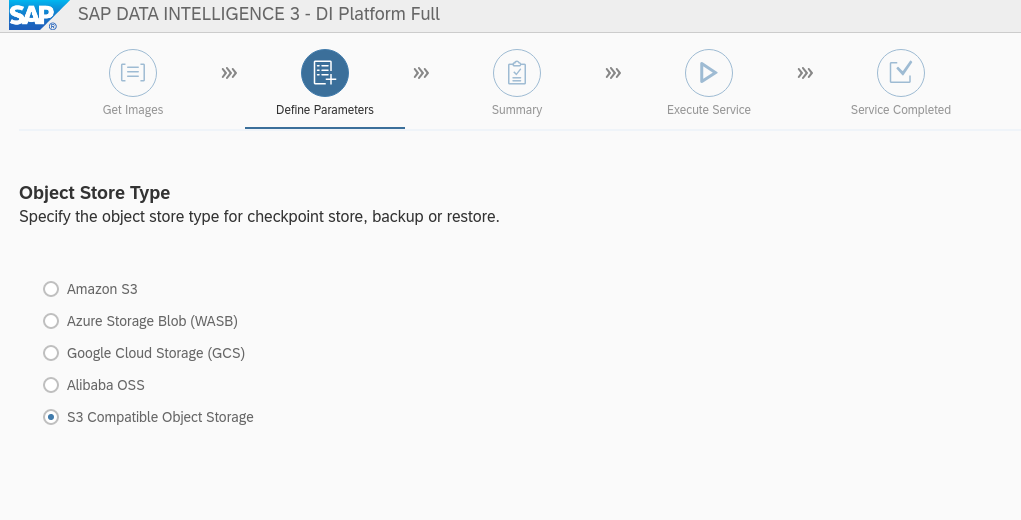 SAP® SAP DATA INTELLIGENCE 3 - DI Platform Full
Get Images
Define Parameters
Summary
Execute Service
Service Completed
Object Store Type
Specify the object store type for checkpoint store, backup or restore.
Amazon S3
Azure Storage Blob (WASB)
Google Cloud Storage (GCS)
Alibaba OSS
S3 Compatible Object Storage